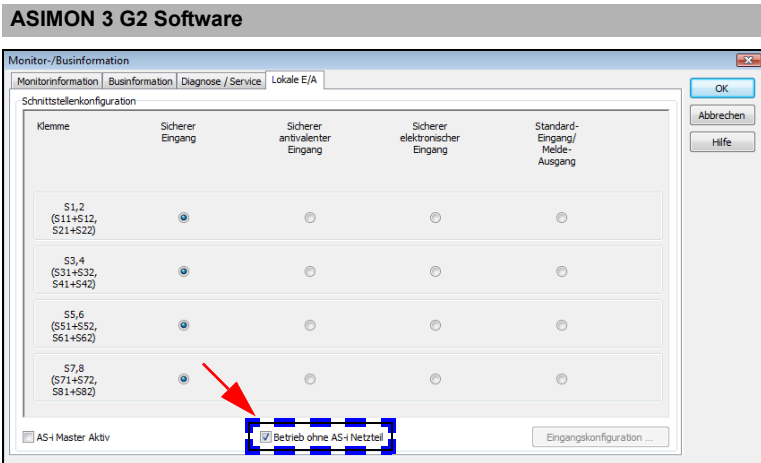 ASIMON 3 G2 Software
Monitor-/Businformation
Monitorinformation Businformation Diagnose / Service Lokale E/A
OK
Abbrechen
Hilfe
Schnittstellenkonfiguration
Klemme
Sicherer
Eingang
Sicherer
antivalenter
Eingang
Sicherer
elektronischer
Eingang
Standard-
Eingang/
Melde-
Ausgang
S1,2
(S11+S12,
S21+S22)
S3,4
(S31+S32,
S41+S42)
S5,6
(S51+S52,
S61+S62)
S7,8
(S71+S72,
S81+S82)
AS-i Master Aktiv
Betrieb ohne AS-i Netzteil
Eingangskonfiguration ...